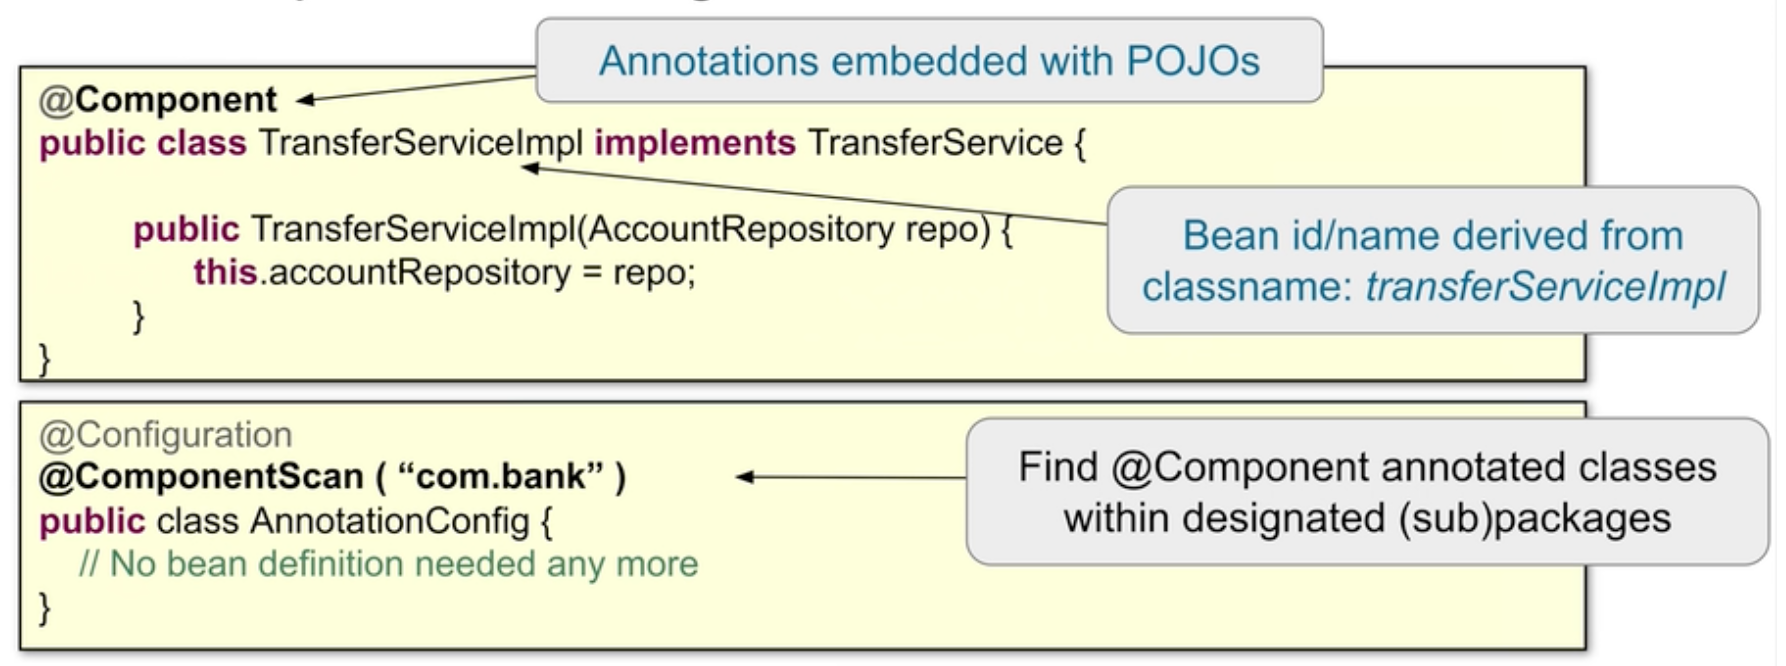 Annotations embedded with POJOs
@Component
public class TransferServiceImpl implements TransferService {
public TransferServiceImpl(AccountRepository repo) {
this.accountRepository = repo;
}
}
Bean id/name derived from
classname: transferServiceImpl
@Configuration
@ComponentScan ( “com.bank” )
public class AnnotationConfig {
// No bean definition needed any more
}
Find @Component annotated classes
within designated (sub)packages